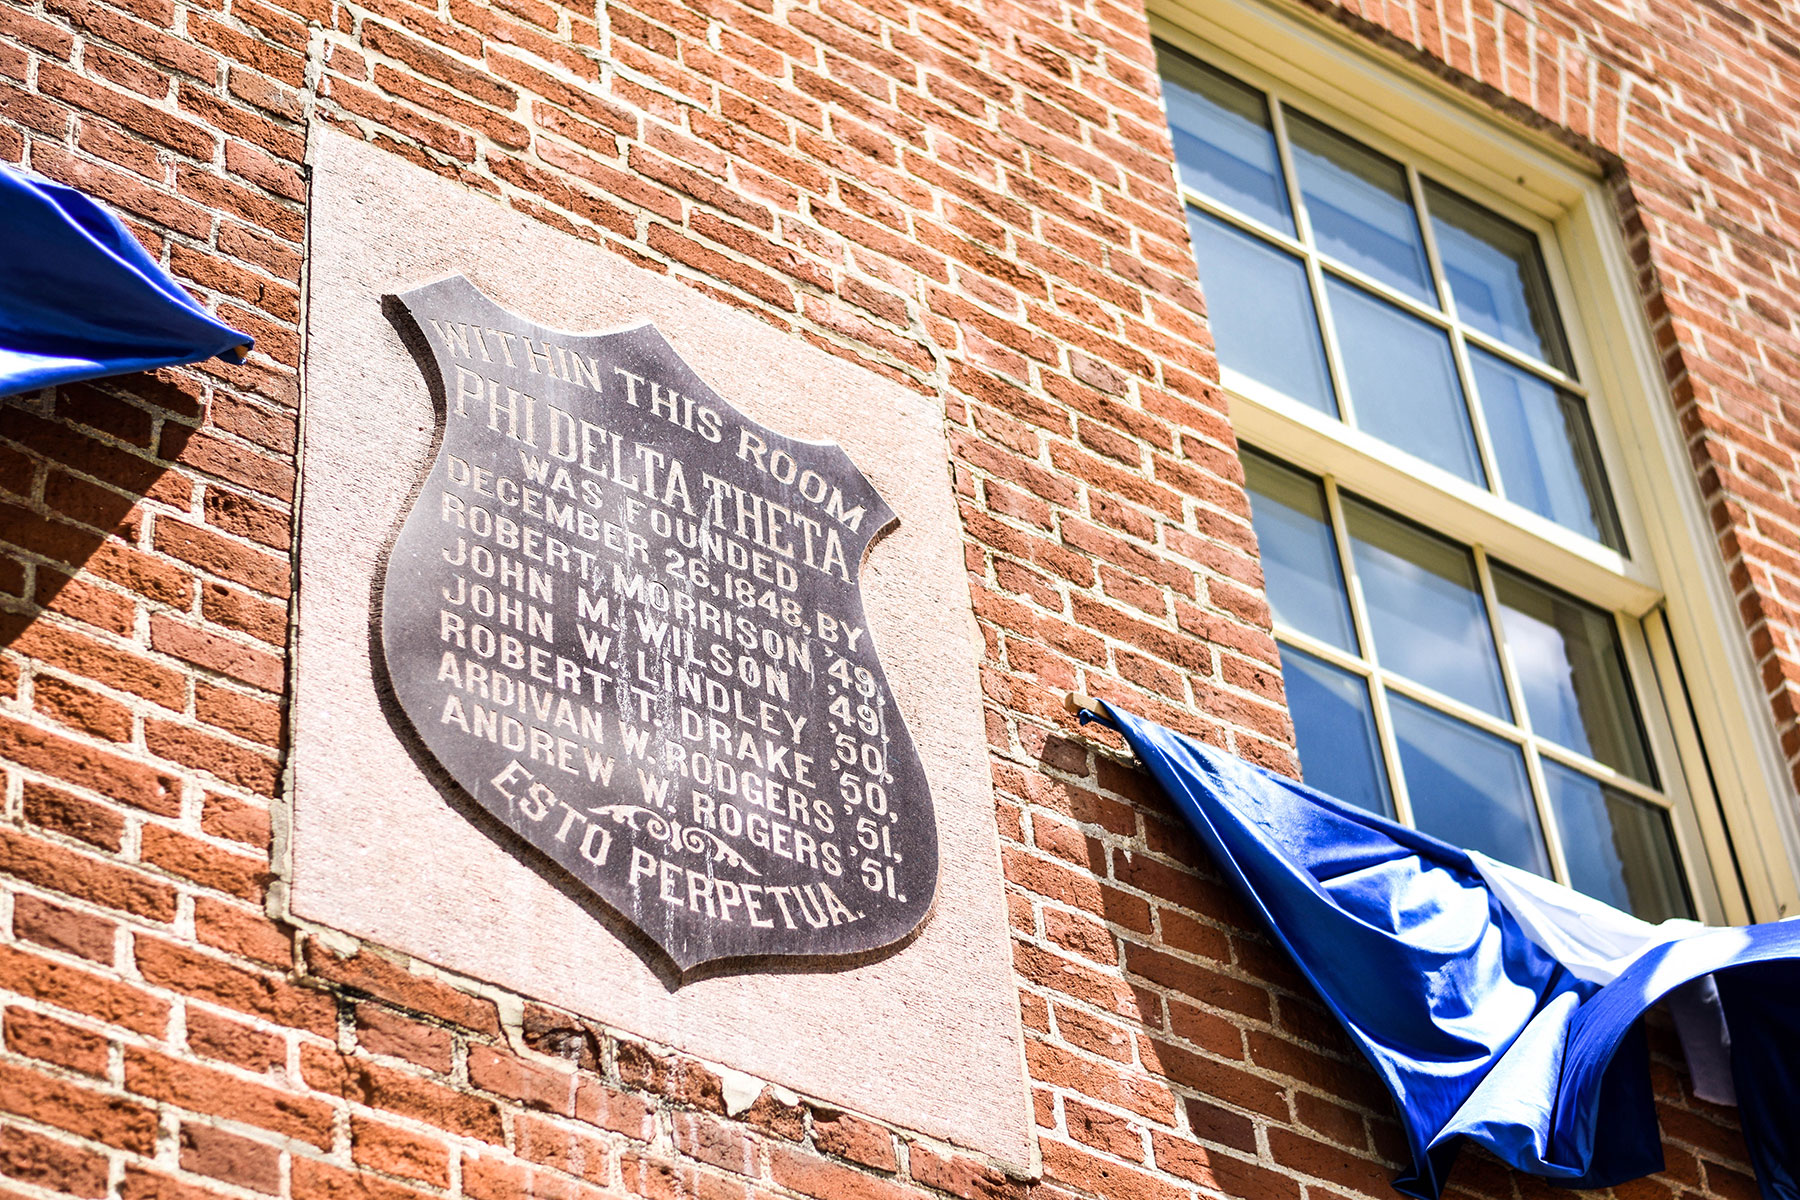 WITHIN THIS ROOM
PHI DELTA THETA
WAS FOUNDED
DECEMBER 26, 1848, BY
ROBERT MORRISON, '49,
JOHN M. WILSON '49,
JOHN W. LINDLEY '50,
ROBERT T. DRAKE '50,
ARDIVAN W. RODGERS '51,
ANDREW W. ROGERS '51.
ESTO PERPETUA.